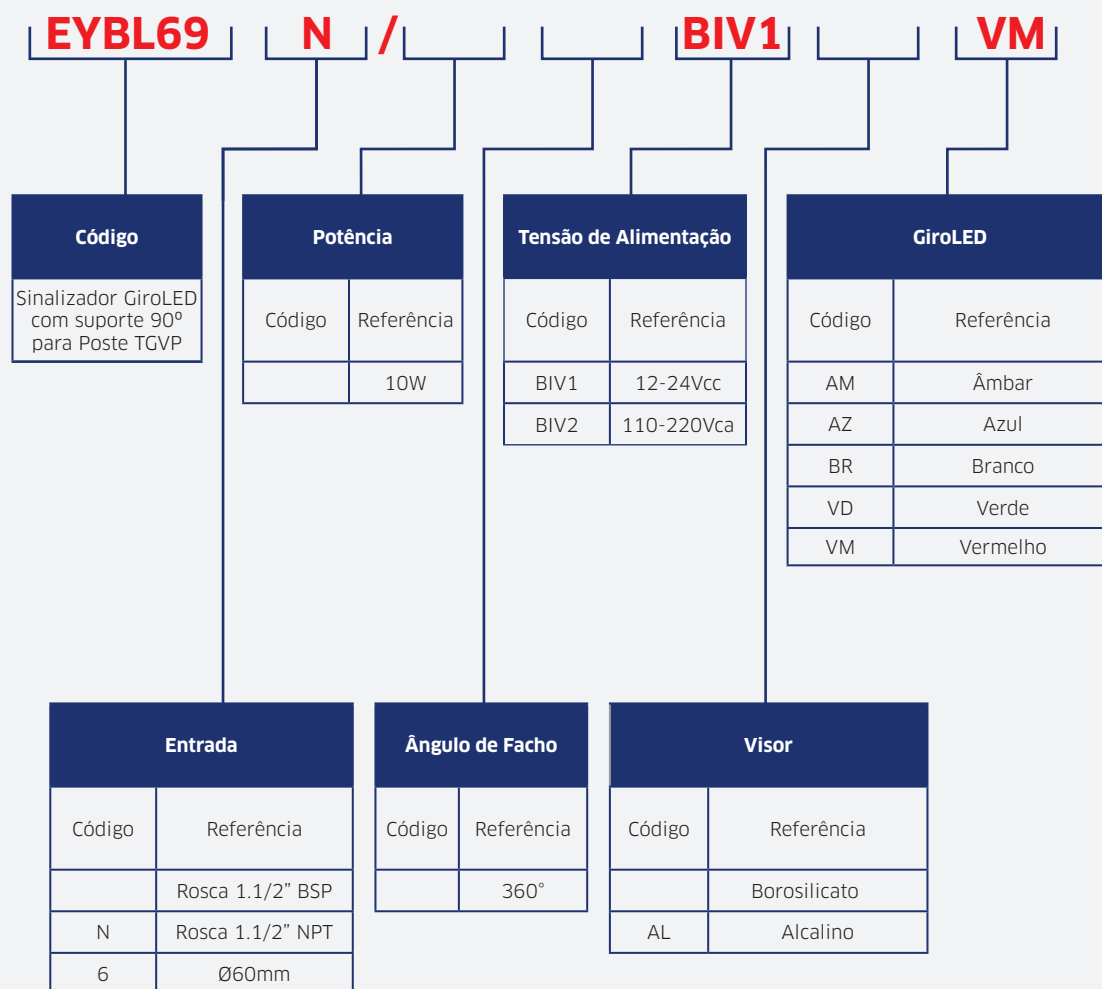 EYBL69 N / BIV1 VM
Código
Sinalizador GiroLED
com suporte 90º
para Poste TGVP
Potência
Código Referência
10W
Tensão de Alimentação
Código Referência
BIV1 12-24Vcc
BIV2 110-220Vca
GiroLED
Código Referência
AM Âmbar
AZ Azul
BR Branco
VD Verde
VM Vermelho
Entrada
Código Referência
Rosca 1.1/2” BSP
N Rosca 1.1/2” NPT
6 Ø60mm
Ângulo de Facho
Código Referência
360°
Visor
Código Referência
Borosilicato
AL Alcalino